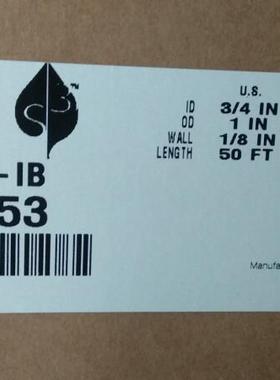 U.S.
ID 3/4 IN
OD 1 IN
WALL 1/8 IN
LENGTH 50 FT
-IB
53
Manufa